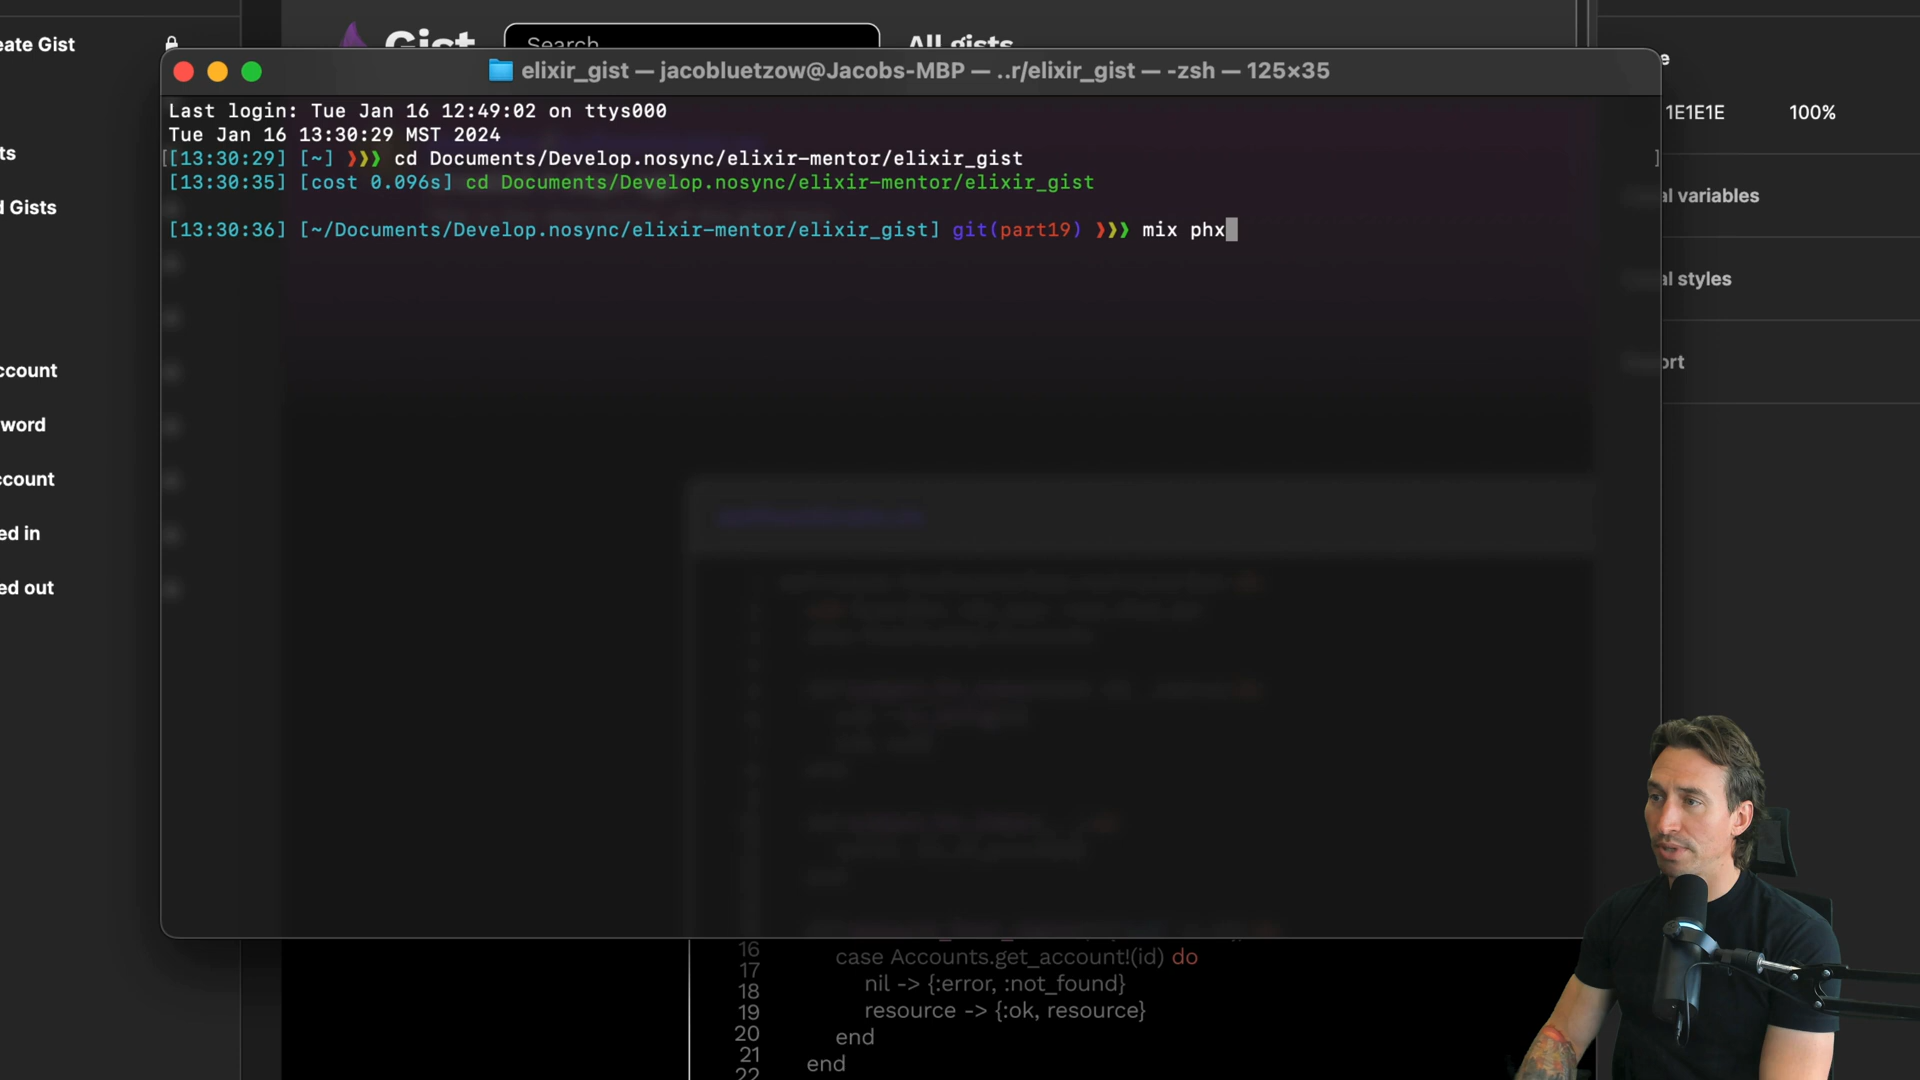 eate Gist
Gist
Search
All gists
elixir_gist — jacobluetzow@Jacobs-MBP — ..r/elixir_gist — -zsh — 125×35
Last login: Tue Jan 16 12:49:02 on ttys000
Tue Jan 16 13:30:29 MST 2024
[[13:30:29] [~] ❯❯❯ cd Documents/Develop.nosync/elixir-mentor/elixir_gist ]
[13:30:35] [cost 0.096s] cd Documents/Develop.nosync/elixir-mentor/elixir_gist
[13:30:36] [~/Documents/Develop.nosync/elixir-mentor/elixir_gist] git(part19) ❯❯❯ mix phx
ts
d Gists
ccount
word
ccount
ed in
ed out
e
1E1E1E 100%
al variables
al styles
ort
16 case Accounts.get_account!(id) do
17 nil -> {:error, :not_found}
18 resource -> {:ok, resource}
19 end
20 end
21
22